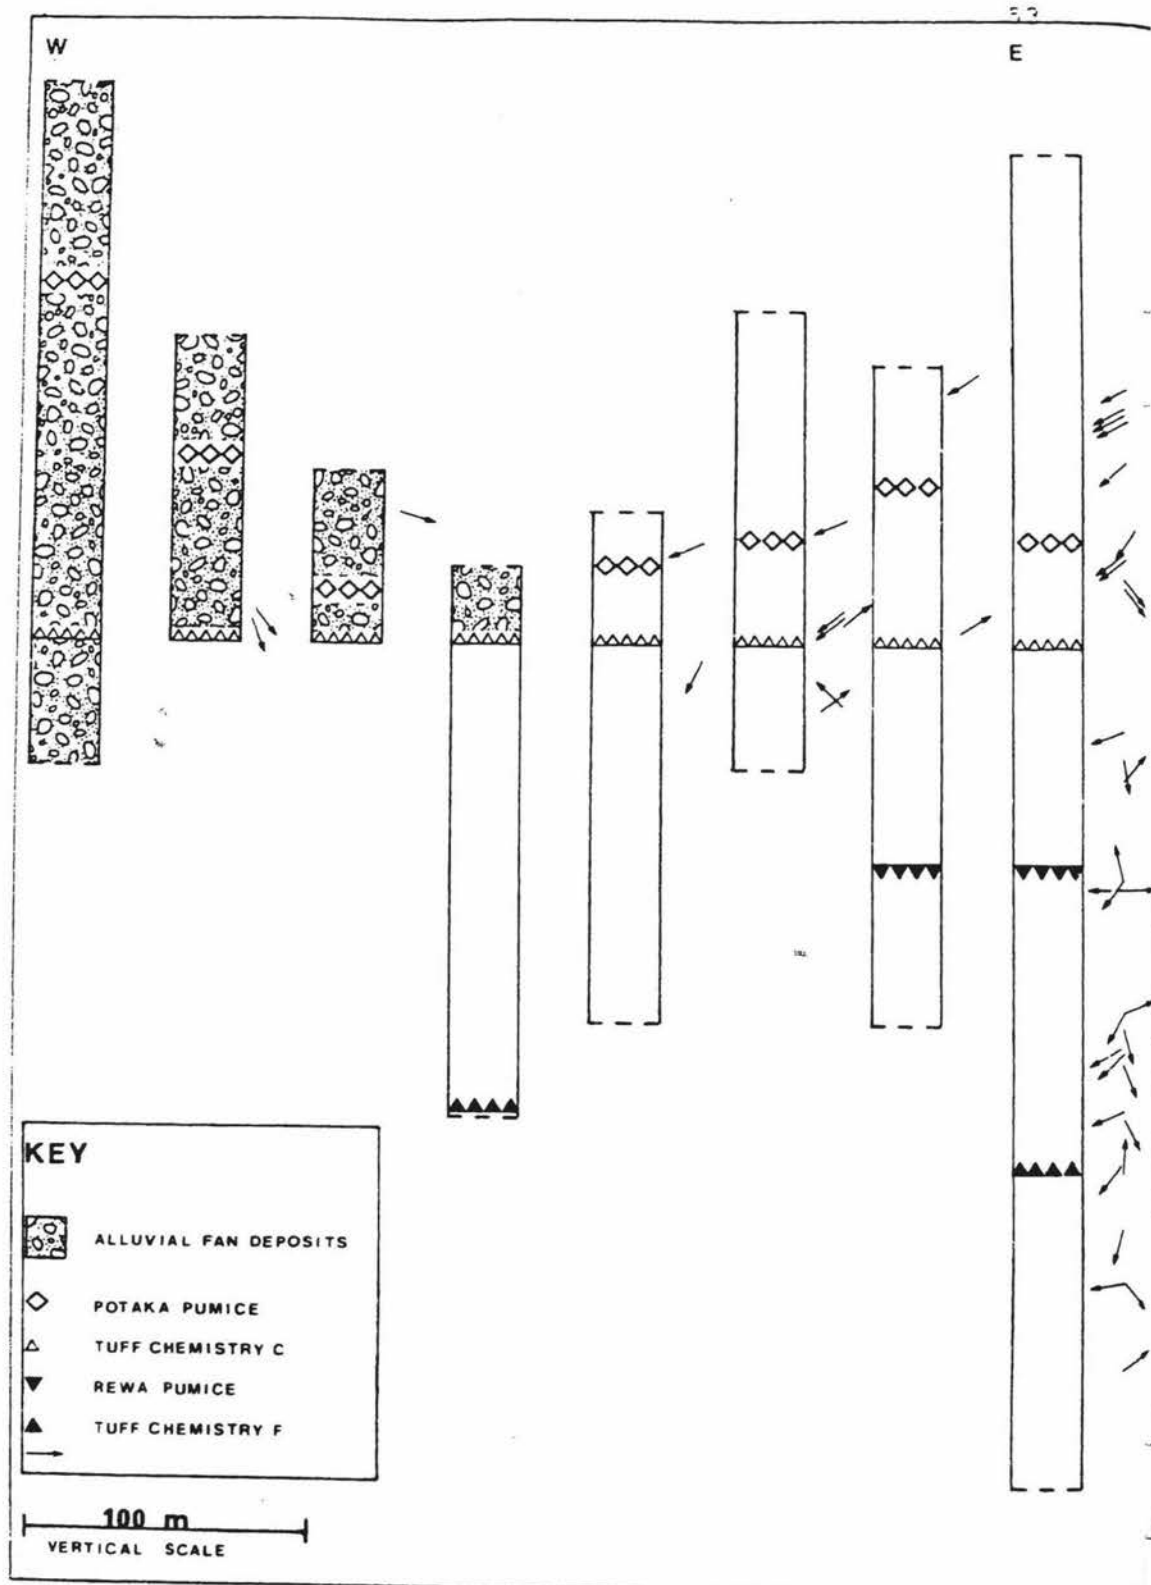 W
E
KEY
ALLUVIAL FAN DEPOSITS
POTAKA PUMICE
TUFF CHEMISTRY C
REWA PUMICE
TUFF CHEMISTRY F
100 m
VERTICAL SCALE